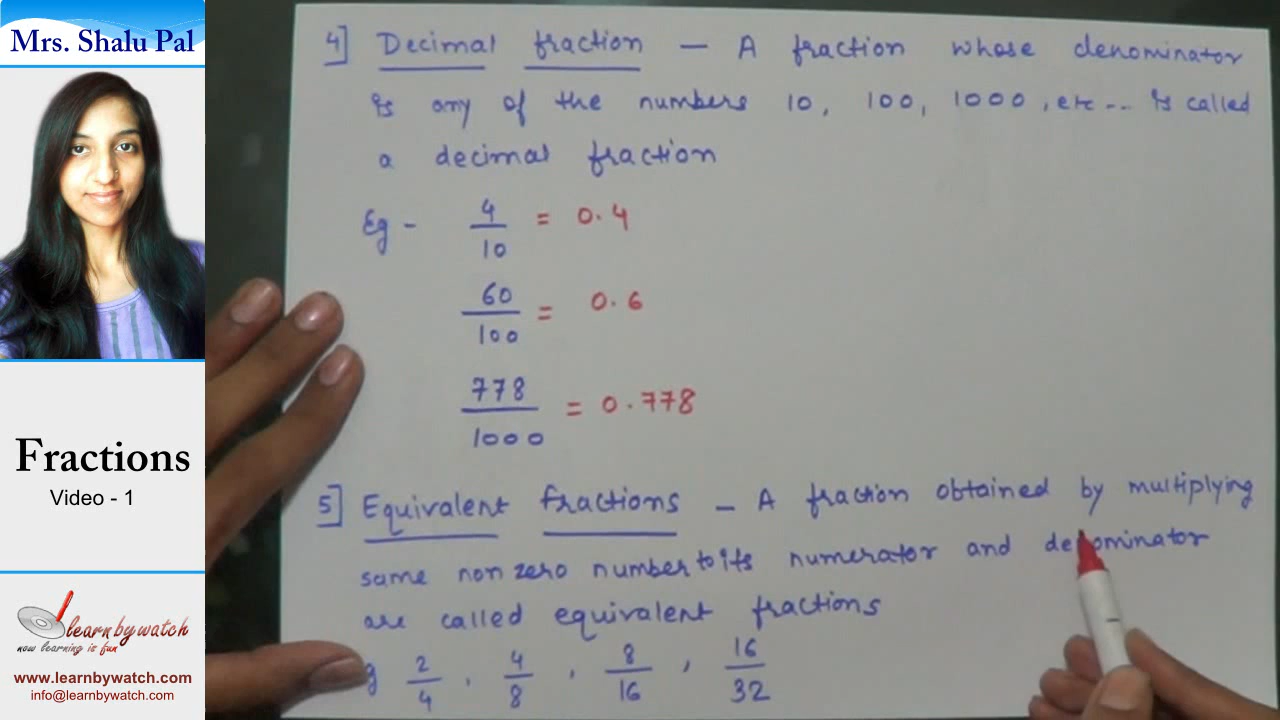 Mrs. Shalu Pal
Fractions
Video - 1
learnbywatch
now learning is fun
www.learnbywatch.com
info@learnbywatch.com
4] Decimal fraction — A fraction whose denominator
is any of the numbers 10, 100, 1000, etc... is called
a decimal fraction
Eg - 4/10 = 0.4
60/100 = 0.6
778/1000 = 0.778
5] Equivalent fractions — A fraction obtained by multiplying
same non zero number to its numerator and denominator
are called equivalent fractions
g 2/4, 4/8, 8/16, 16/32